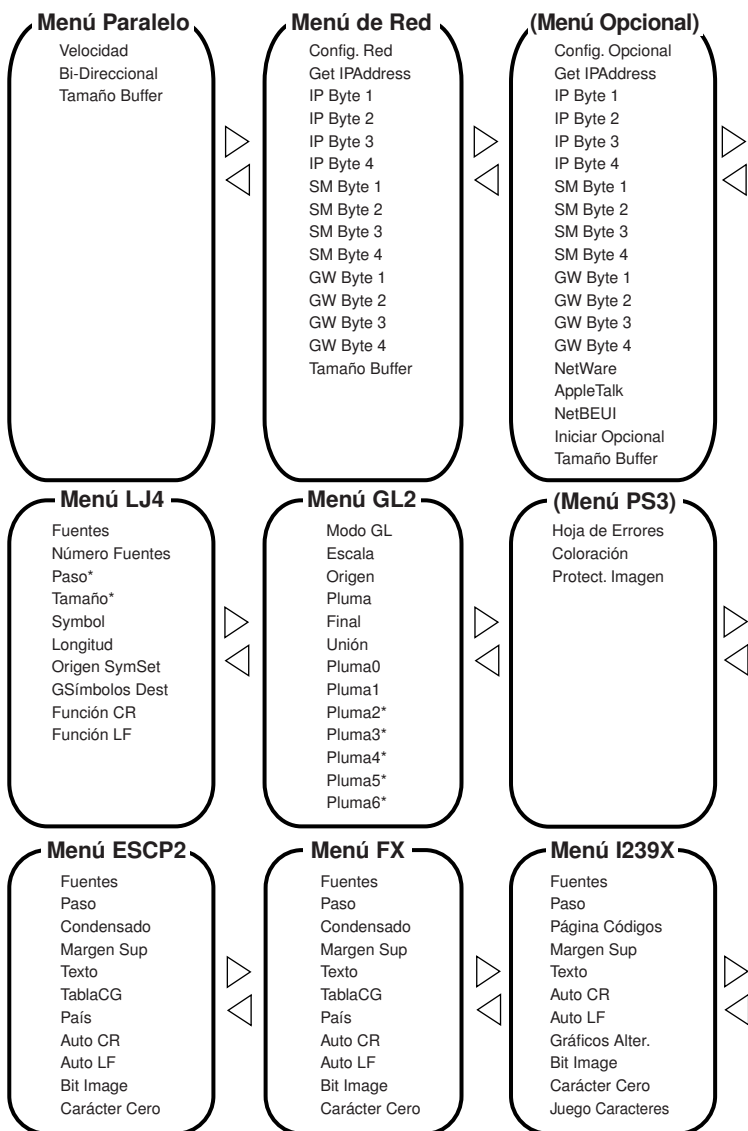 Menú Paralelo
Velocidad
Bi-Direccional
Tamaño Buffer
Menú de Red
Config. Red
Get IPAddress
IP Byte 1
IP Byte 2
IP Byte 3
IP Byte 4
SM Byte 1
SM Byte 2
SM Byte 3
SM Byte 4
GW Byte 1
GW Byte 2
GW Byte 3
GW Byte 4
Tamaño Buffer
(Menú Opcional)
Config. Opcional
Get IPAddress
IP Byte 1
IP Byte 2
IP Byte 3
IP Byte 4
SM Byte 1
SM Byte 2
SM Byte 3
SM Byte 4
GW Byte 1
GW Byte 2
GW Byte 3
GW Byte 4
NetWare
AppleTalk
NetBEUI
Iniciar Opcional
Tamaño Buffer
Menú LJ4
Fuentes
Número Fuentes
Paso*
Tamaño*
Symbol
Longitud
Origen SymSet
GSímbolos Dest
Función CR
Función LF
Menú GL2
Modo GL
Escala
Origen
Pluma
Final
Unión
Pluma0
Pluma1
Pluma2*
Pluma3*
Pluma4*
Pluma5*
Pluma6*
(Menú PS3)
Hoja de Errores
Coloración
Protect. Imagen
Menú ESCP2
Fuentes
Paso
Condensado
Margen Sup
Texto
TablaCG
País
Auto CR
Auto LF
Bit Image
Carácter Cero
Menú FX
Fuentes
Paso
Condensado
Margen Sup
Texto
TablaCG
País
Auto CR
Auto LF
Bit Image
Carácter Cero
Menú I239X
Fuentes
Paso
Página Códigos
Margen Sup
Texto
Auto CR
Auto LF
Gráficos Alter.
Bit Image
Carácter Cero
Juego Caracteres